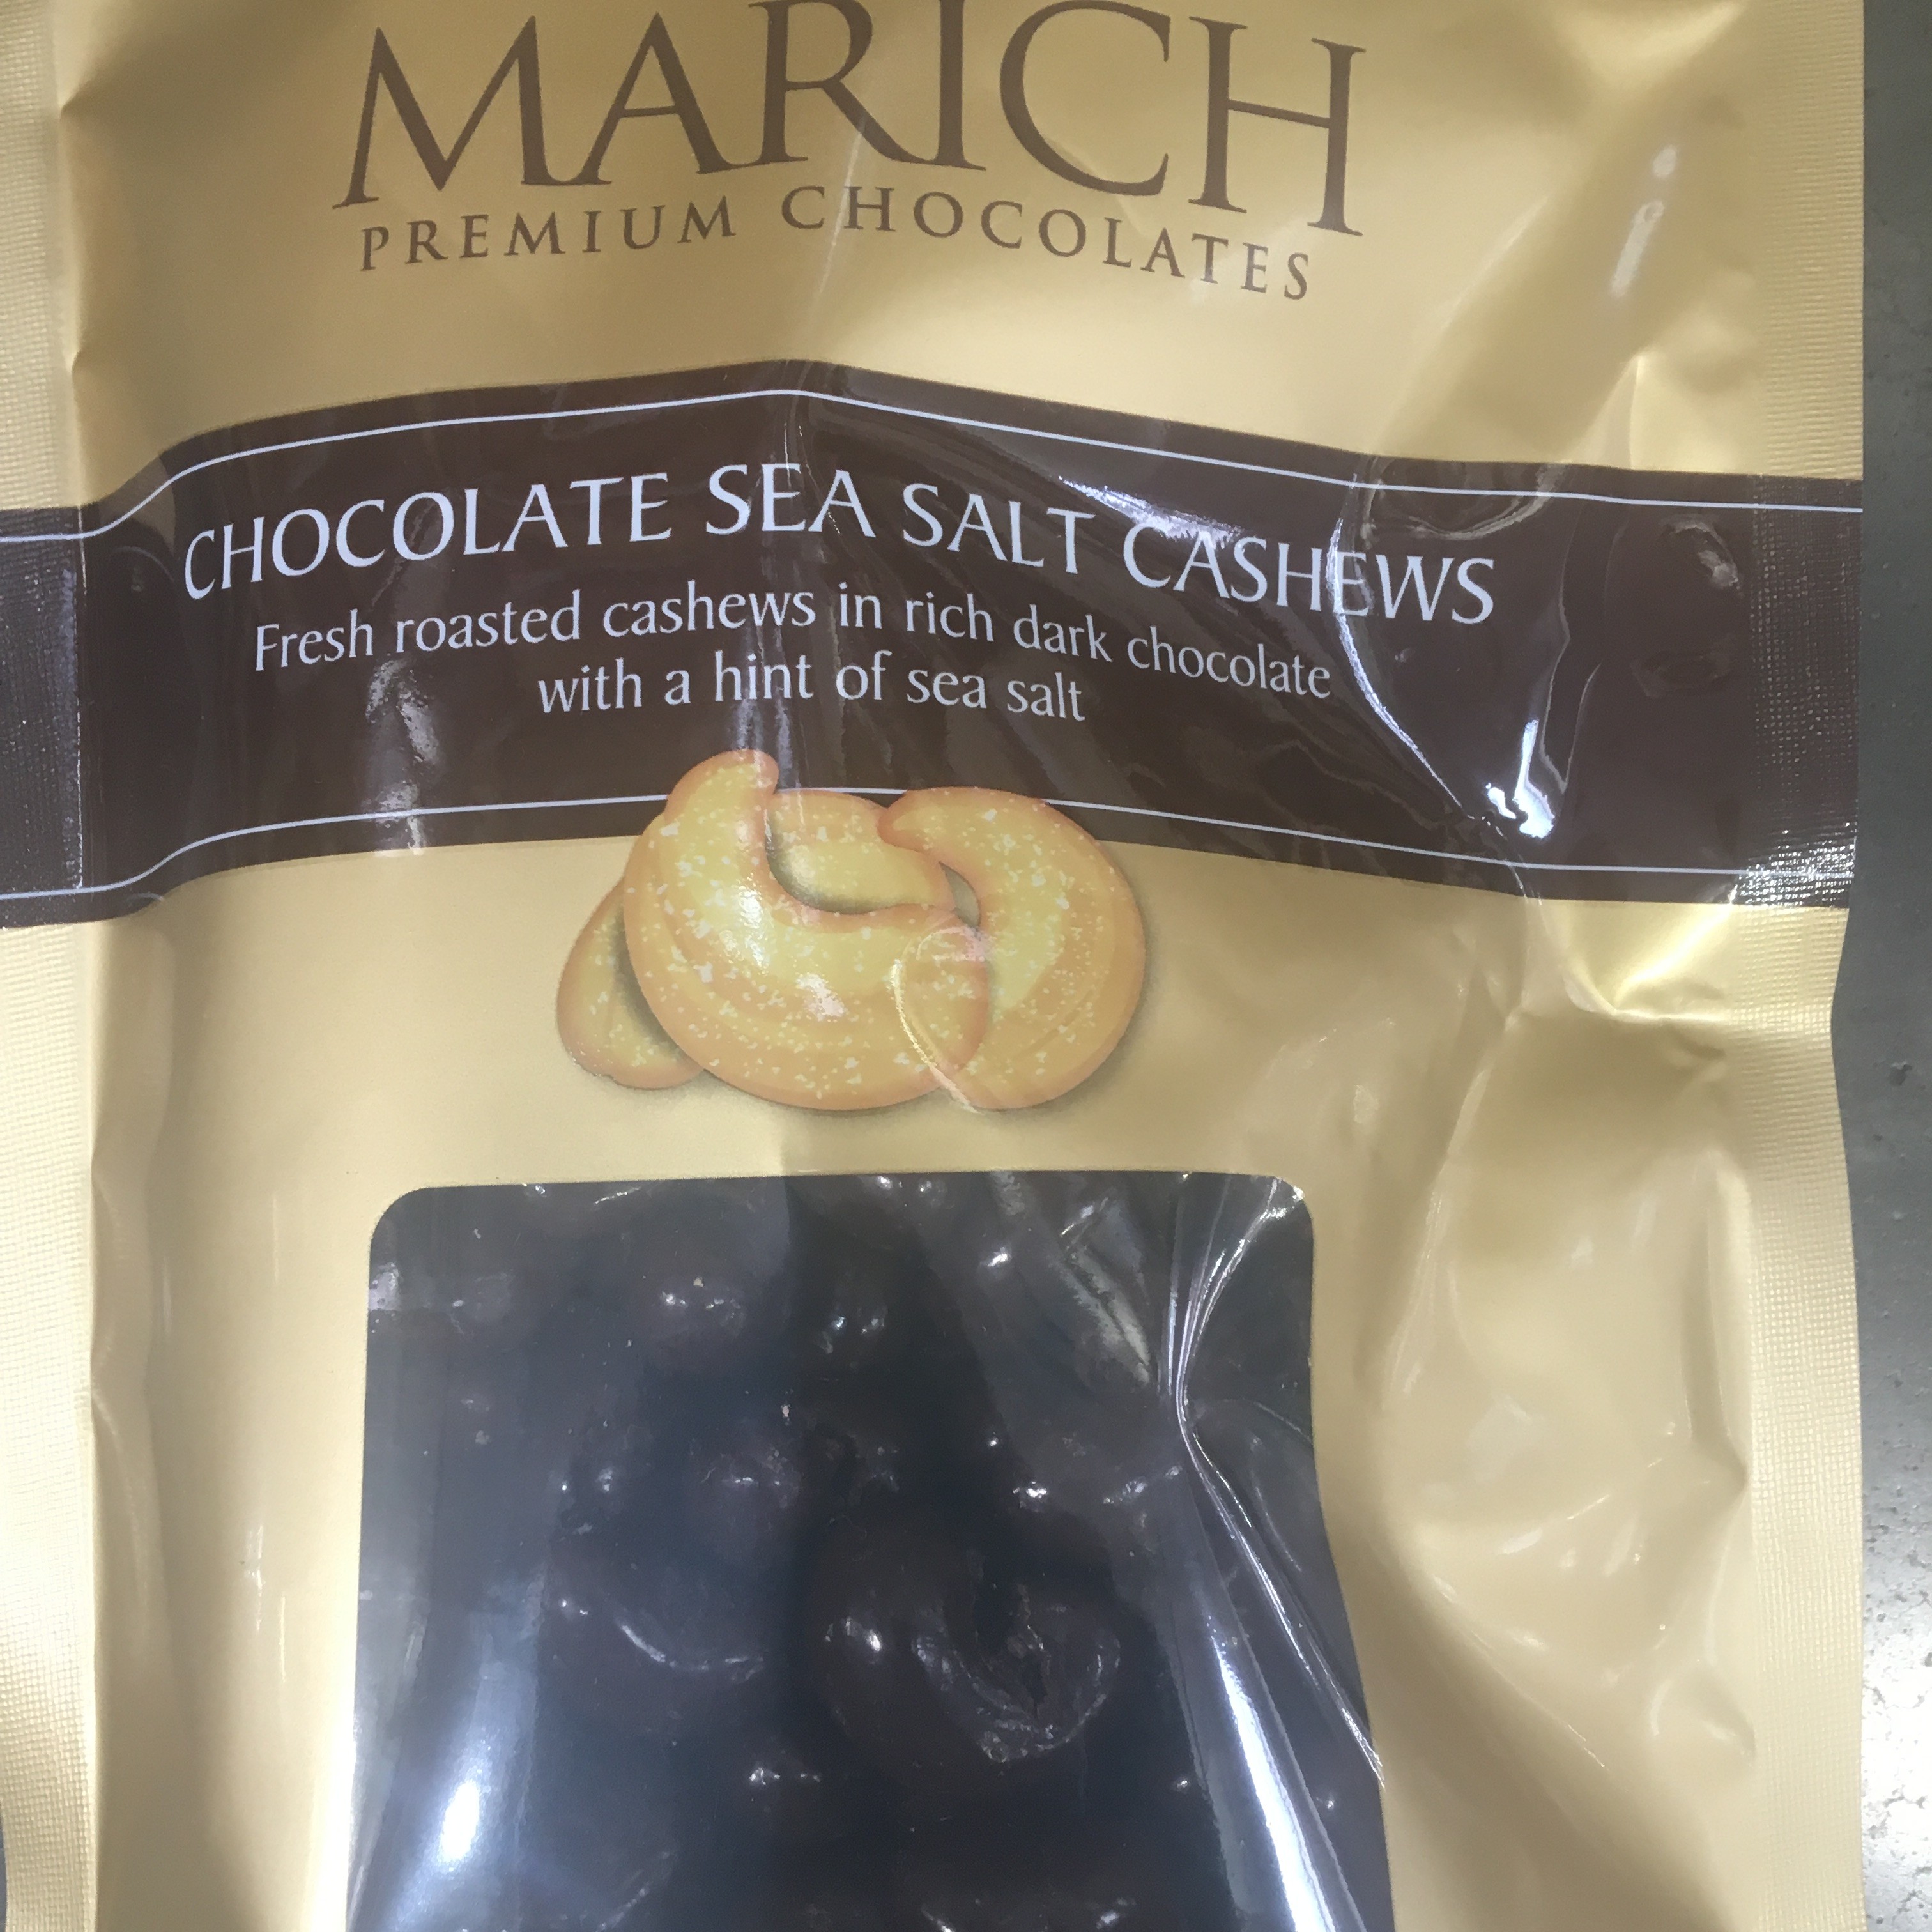 MARICH
PREMIUM CHOCOLATES
CHOCOLATE SEA SALT CASHEWS
Fresh roasted cashews in rich dark chocolate
with a hint of sea salt